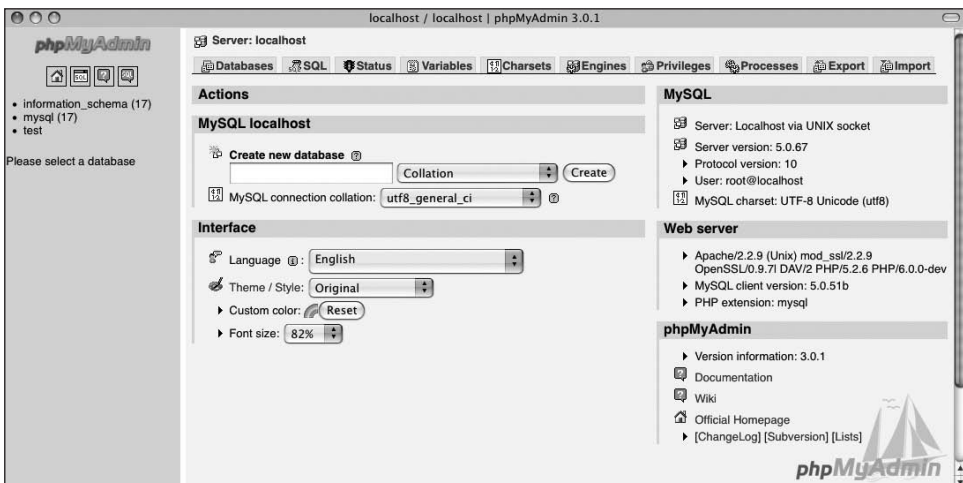 localhost / localhost | phpMyAdmin 3.0.1
phpMyAdmin
SQL
information_schema (17)
mysql (17)
test
Please select a database
Server: localhost
Databases SQL Status Variables Charsets Engines Privileges Processes Export Import
Actions
MySQL localhost
Create new database
Collation
Create
MySQL connection collation: utf8_general_ci
Interface
Language : English
Theme / Style: Original
Custom color: Reset
Font size: 82%
MySQL
Server: Localhost via UNIX socket
Server version: 5.0.67
Protocol version: 10
User: root@localhost
MySQL charset: UTF-8 Unicode (utf8)
Web server
Apache/2.2.9 (Unix) mod_ssl/2.2.9
OpenSSL/0.9.7l DAV/2 PHP/5.2.6 PHP/6.0.0-dev
MySQL client version: 5.0.51b
PHP extension: mysql
phpMyAdmin
Version information: 3.0.1
Documentation
Wiki
Official Homepage
[ChangeLog] [Subversion] [Lists]
phpMyAdmin